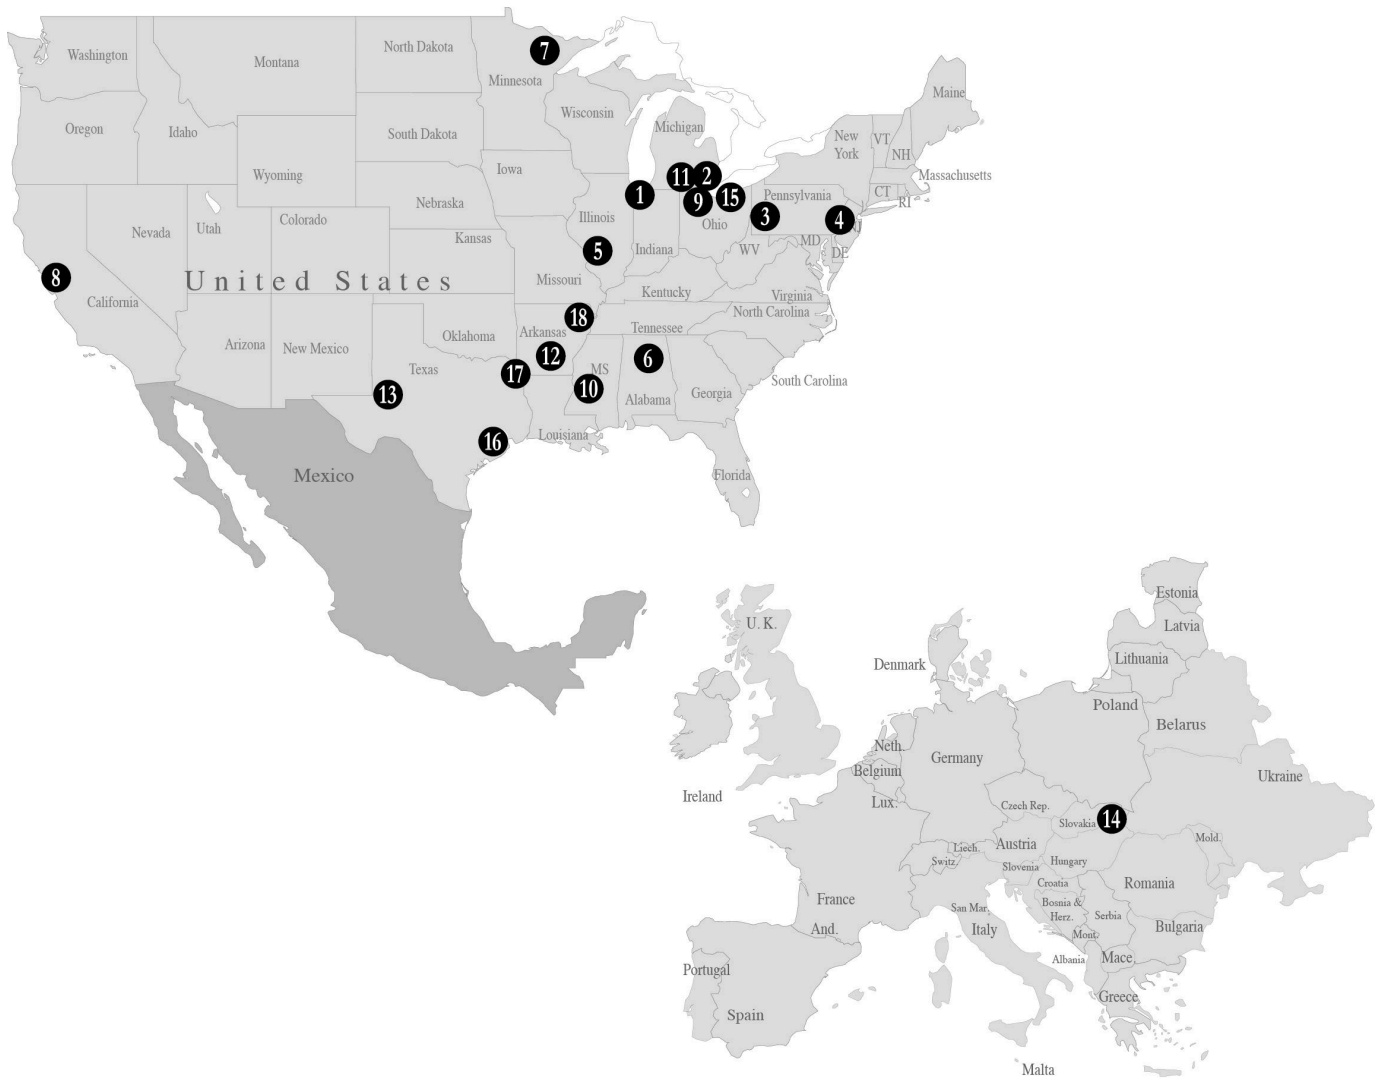 Washington
Montana
North Dakota
7
Minnesota
Maine
Oregon
Idaho
South Dakota
Wisconsin
Michigan
New
York
VT
NH
Wyoming
Iowa
11
2
Massachusetts
Nebraska
1
9
15
Pennsylvania
CT
RI
Utah
Colorado
Illinois
Ohio
3
4
NJ
Nevada
Kansas
5
Indiana
WV
MD
DE
8
United States
Missouri
California
Kentucky
Virginia
North Carolina
18
Arkansas
Tennessee
Oklahoma
Arizona
New Mexico
12
6
Texas
17
MS
South Carolina
13
10
Alabama
Georgia
16
Louisiana
Mexico
Florida
Estonia
U.K.
Latvia
Denmark
Lithuania
Poland
Belarus
Neth.
Germany
Belgium
Ukraine
Ireland
Lux.
Czech Rep.
Slovakia
14
Mold.
Liech.
Austria
Switz.
Slovenia
Hungary
Croatia
Romania
France
San Mar.
Bosnia &
Herz.
Serbia
And.
Italy
Mont.
Bulgaria
Albania
Mace.
Portugal
Greece
Spain
Malta